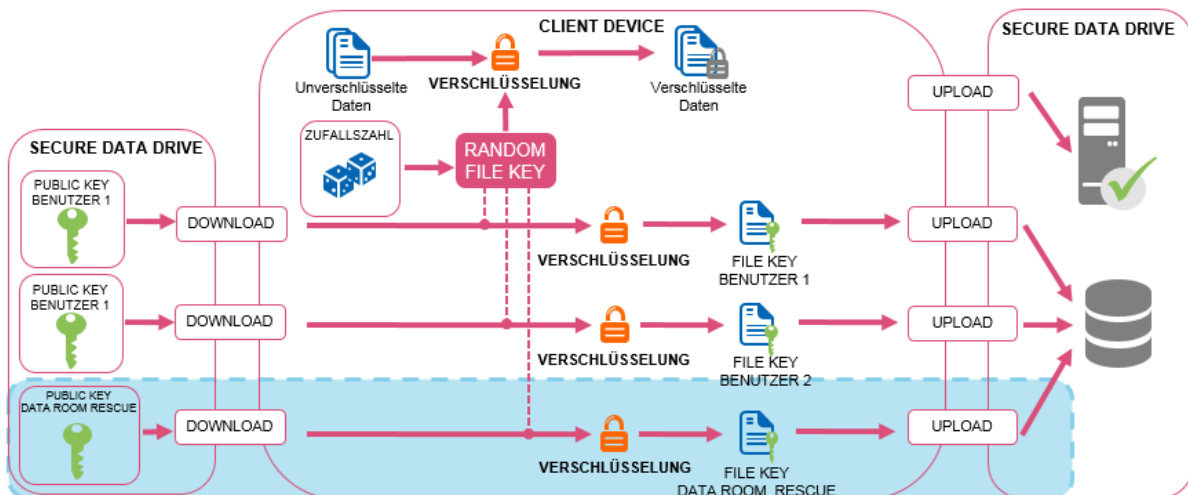 CLIENT DEVICE
SECURE DATA DRIVE
Unverschlüsselte
Daten
VERSCHLÜSSELUNG
Verschlüsselte
Daten
UPLOAD
ZUFALLSZAHL
RANDOM
FILE KEY
SECURE DATA DRIVE
PUBLIC KEY
BENUTZER 1
DOWNLOAD
VERSCHLÜSSELUNG
FILE KEY
BENUTZER 1
UPLOAD
PUBLIC KEY
BENUTZER 1
DOWNLOAD
VERSCHLÜSSELUNG
FILE KEY
BENUTZER 2
UPLOAD
PUBLIC KEY
DATA ROOM RESCUE
DOWNLOAD
VERSCHLÜSSELUNG
FILE KEY
DATA ROOM RESCUE
UPLOAD